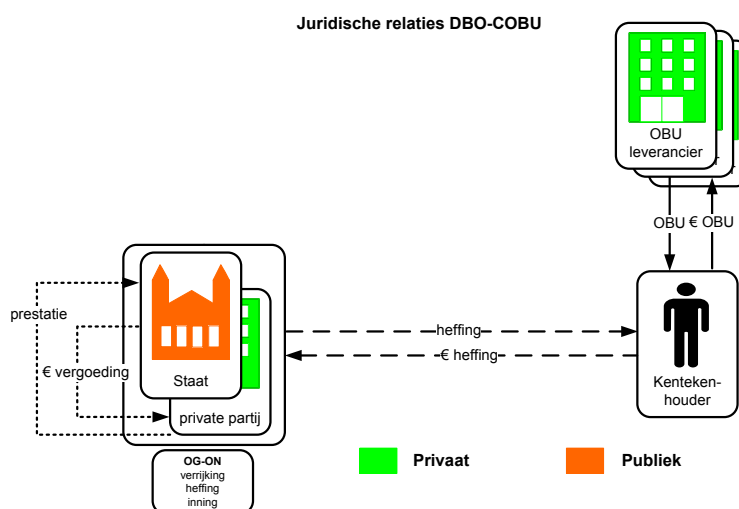 Juridische relaties DBO-COBU
OBU
leverancier
OBU
€ OBU
prestatie
€ vergoeding
Staat
private partij
heffing
€ heffing
Kenteken-
houder
OG-ON
verrijking
heffing
inning
Privaat
Publiek